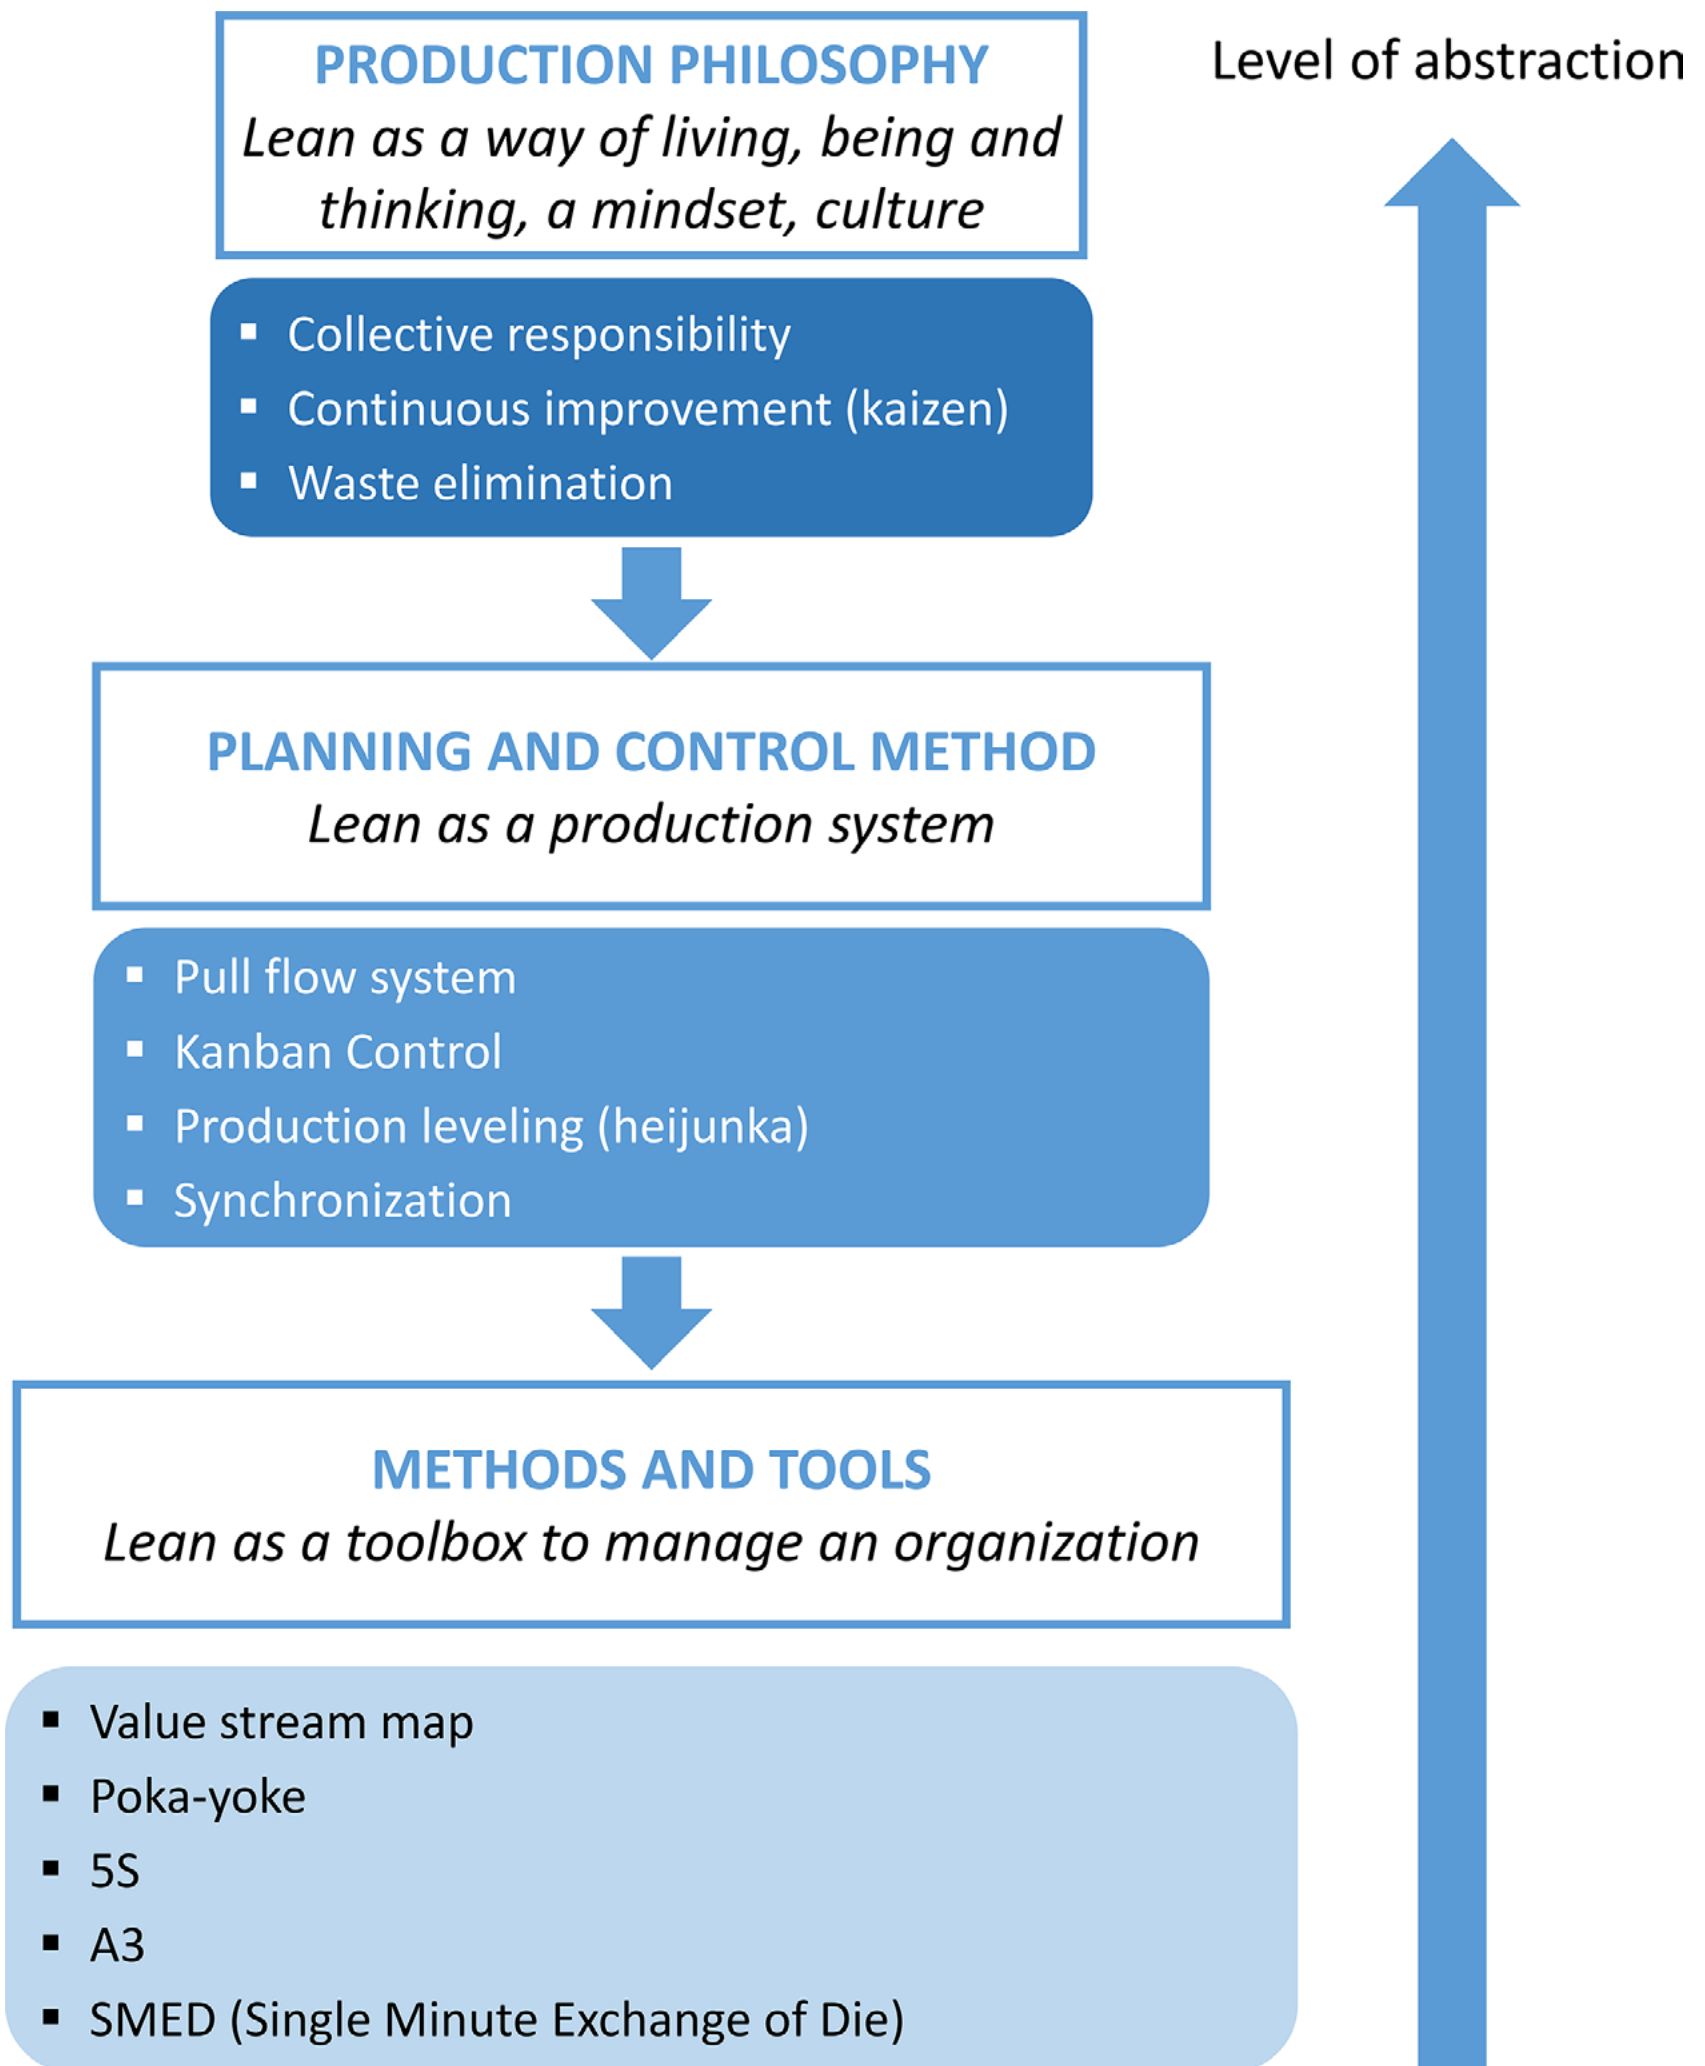 PRODUCTION PHILOSOPHY
Lean as a way of living, being and
thinking, a mindset, culture
Level of abstraction
▪ Collective responsibility
▪ Continuous improvement (kaizen)
▪ Waste elimination
PLANNING AND CONTROL METHOD
Lean as a production system
▪ Pull flow system
▪ Kanban Control
▪ Production leveling (heijunka)
▪ Synchronization
METHODS AND TOOLS
Lean as a toolbox to manage an organization
▪ Value stream map
▪ Poka-yoke
▪ 5S
▪ A3
▪ SMED (Single Minute Exchange of Die)